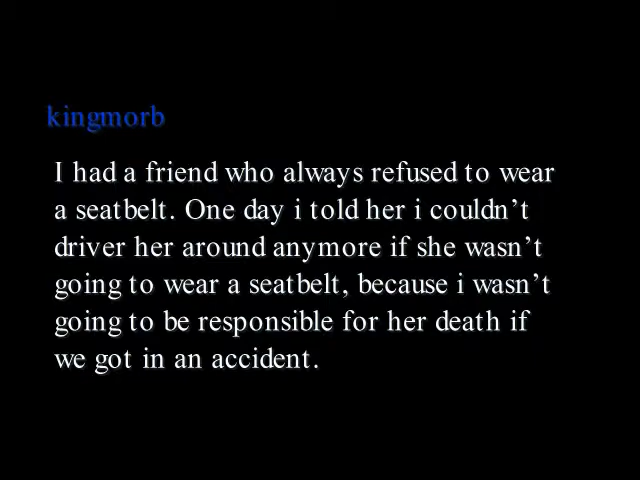 kingmorb
I had a friend who always refused to wear
a seatbelt. One day i told her i couldn't
driver her around anymore if she wasn't
going to wear a seatbelt, because i wasn't
going to be responsible for her death if
we got in an accident.